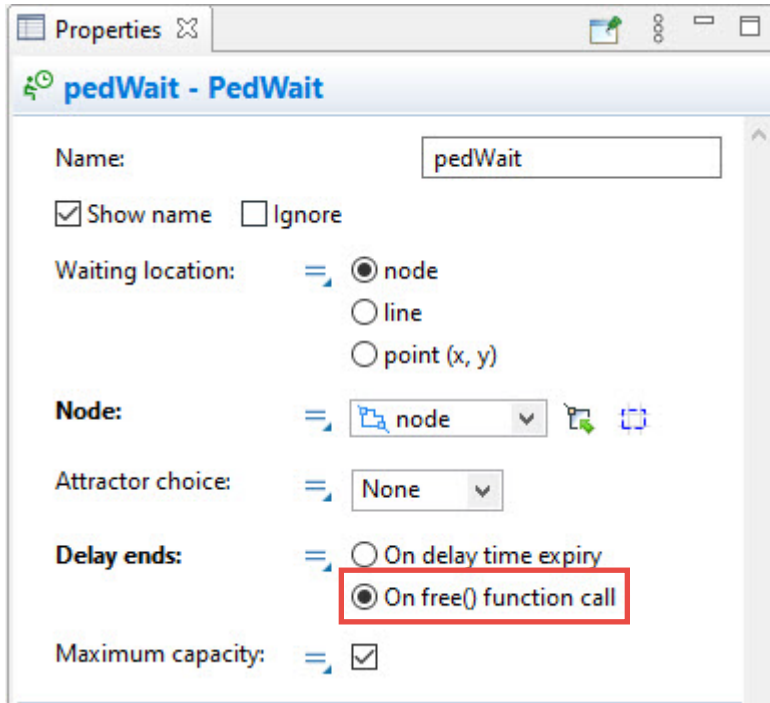 Properties
pedWait - PedWait
Name: pedWait
Show name Ignore
Waiting location: node
line
point (x, y)
Node: node
Attractor choice: None
Delay ends: On delay time expiry
On free() function call
Maximum capacity: